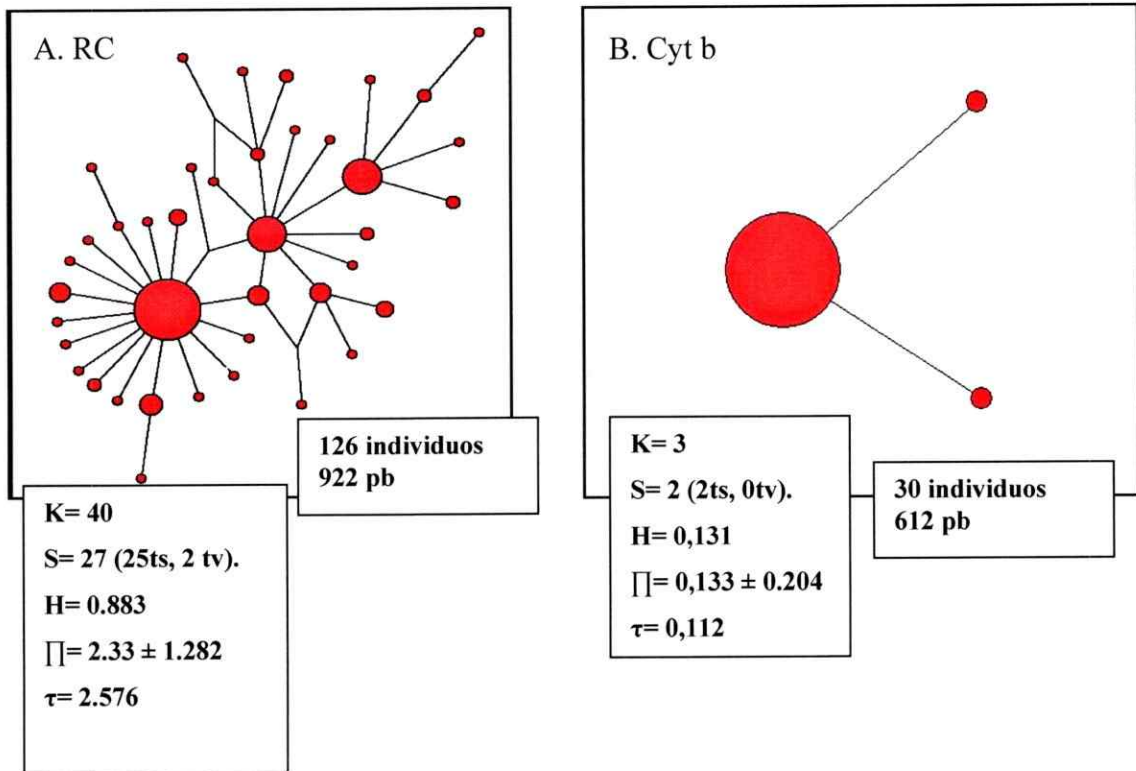 A. RC
126 individuos
922 pb
K= 40
S= 27 (25ts, 2 tv).
H= 0.883
∏= 2.33 ± 1.282
τ= 2.576
B. Cyt b
K= 3
S= 2 (2ts, 0tv).
H= 0,131
∏= 0,133 ± 0.204
τ= 0,112
30 individuos
612 pb